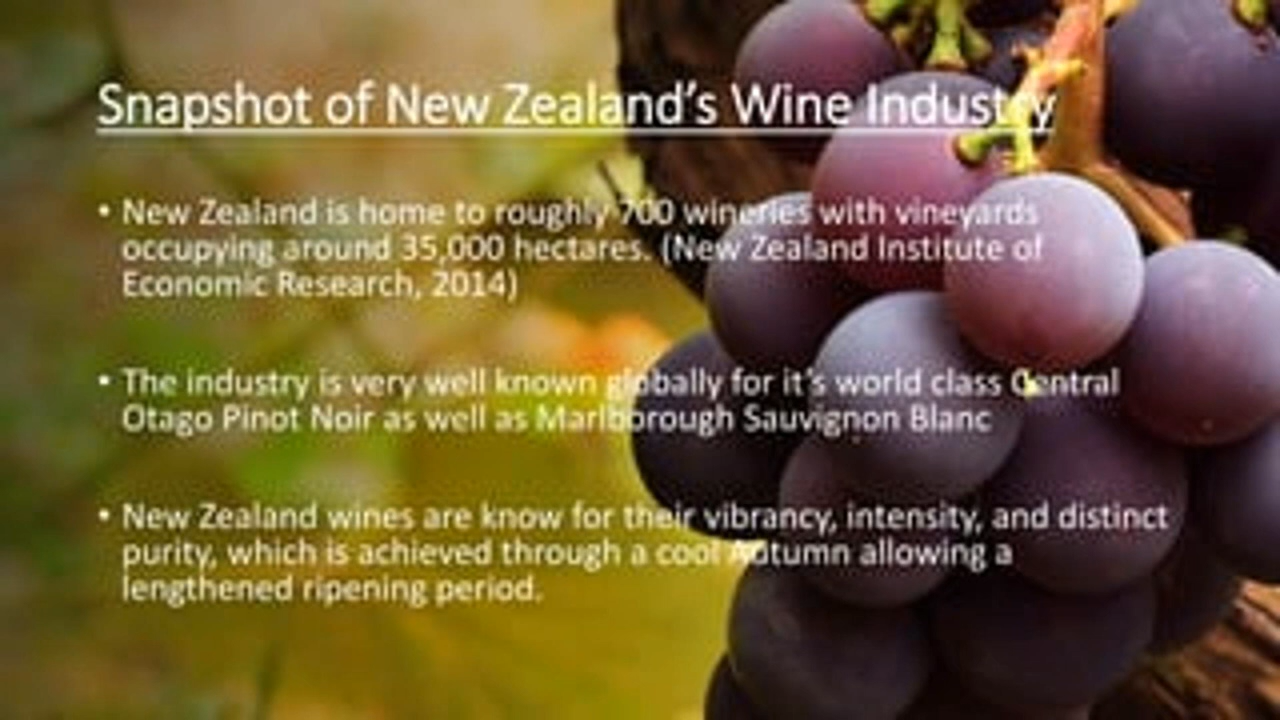 Snapshot of New Zealand's Wine Industry
• New Zealand is home to roughly 700 wineries with vineyards
occupying around 35,000 hectares. (New Zealand Institute of
Economic Research, 2014)
• The industry is very well known globally for it's world class Central
Otago Pinot Noir as well as Marlborough Sauvignon Blanc
• New Zealand wines are know for their vibrancy, intensity, and distinct
purity, which is achieved through a cool Autumn allowing a
lengthened ripening period.